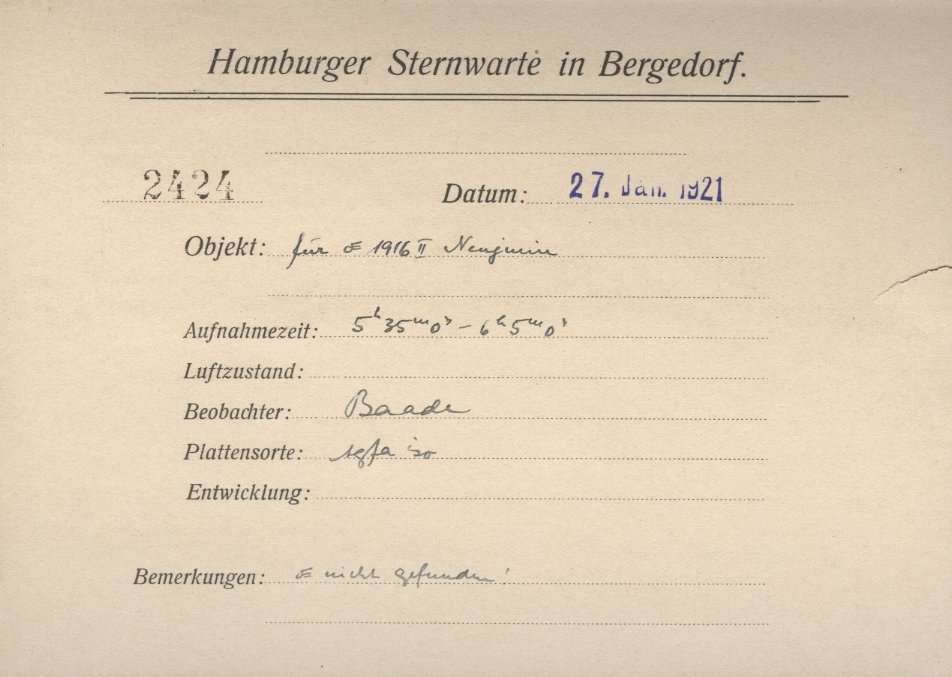 Hamburger Sternwarte in Bergedorf.
2424 Datum: 27. Jan. 1921
Objekt: für ☄ 1916 II Neujmin
Aufnahmezeit: 5ʰ35ᵐ0ˢ – 6ʰ5ᵐ0ˢ
Luftzustand:
Beobachter: Baade
Plattensorte: Agfa iso
Entwicklung:
Bemerkungen: ☄ nicht gefunden!